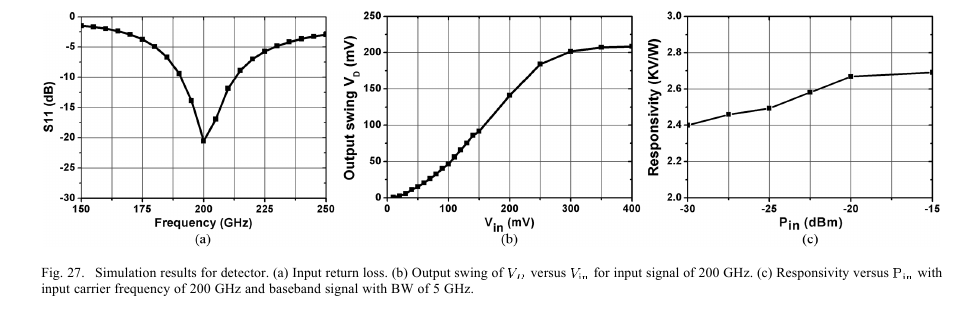 0
-5
-10
-15
-20
-25
-30
S11 (dB)
150 175 200 225 250
Frequency (GHz)
(a)
250
200
150
100
50
0
Output swing V_D (mV)
0 100 200 300 400
V_in (mV)
(b)
3.0
2.8
2.6
2.4
2.2
2.0
Responsivity (KV/W)
-30 -25 -20 -15
P_in (dBm)
(c)
Fig. 27. Simulation results for detector. (a) Input return loss. (b) Output swing of V_D versus V_in for input signal of 200 GHz. (c) Responsivity versus P_in with
input carrier frequency of 200 GHz and baseband signal with BW of 5 GHz.